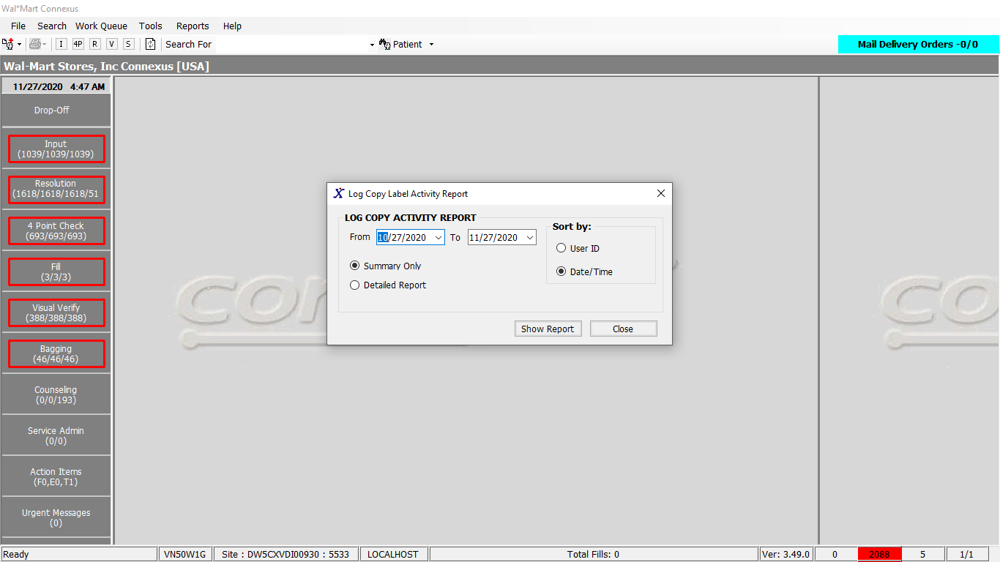 Wal*Mart Connexus
File Search Work Queue Tools Reports Help
I 4P R V S Search For Patient Mail Delivery Orders -0/0
Wal-Mart Stores, Inc Connexus [USA]
11/27/2020 4:47 AM
Drop-Off
Input
(1039/1039/1039)
Resolution
(1618/1618/1618/51
4 Point Check
(693/693/693)
Fill
(3/3/3)
Visual Verify
(388/388/388)
Bagging
(46/46/46)
Counseling
(0/0/193)
Service Admin
(0/0)
Action Items
(F0,E0,T1)
Urgent Messages
(0)
Log Copy Label Activity Report
LOG COPY ACTIVITY REPORT
From 10/27/2020 To 11/27/2020
Summary Only
Detailed Report
Sort by:
User ID
Date/Time
Show Report Close
Ready VN50W1G Site : DW5CXVDI00930 : 5533 LOCALHOST Total Fills: 0 Ver: 3.49.0 0 2088 5 1/1